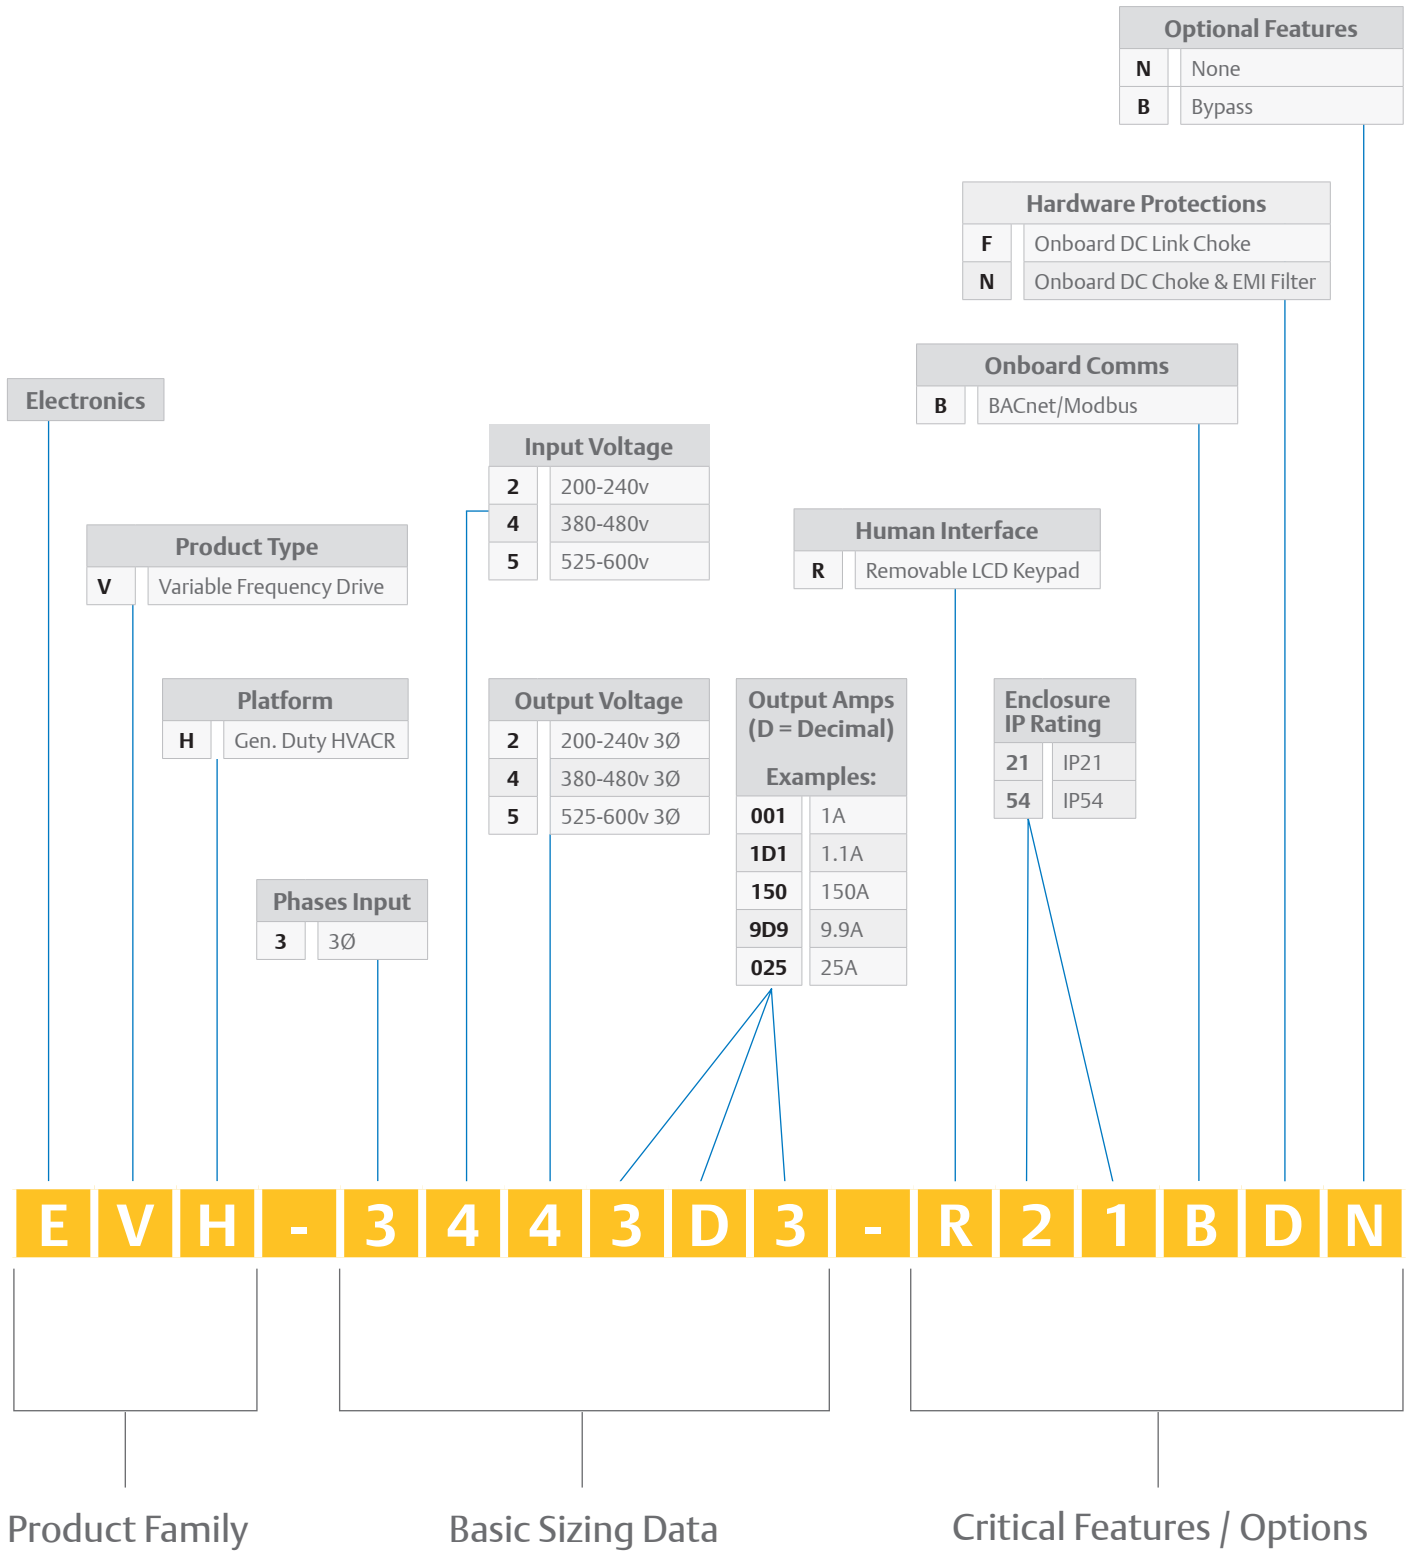 Optional Features
N None
B Bypass
Hardware Protections
F Onboard DC Link Choke
N Onboard DC Choke & EMI Filter
Onboard Comms
B BACnet/Modbus
Electronics
Input Voltage
2 200-240v
4 380-480v
5 525-600v
Human Interface
R Removable LCD Keypad
Product Type
V Variable Frequency Drive
Platform
H Gen. Duty HVACR
Output Voltage
2 200-240v 3Ø
4 380-480v 3Ø
5 525-600v 3Ø
Output Amps
(D = Decimal)
Examples:
001 1A
1D1 1.1A
150 150A
9D9 9.9A
025 25A
Enclosure
IP Rating
21 IP21
54 IP54
Phases Input
3 3Ø
E V H - 3 4 4 3 D 3 - R 2 1 B D N
Product Family
Basic Sizing Data
Critical Features / Options